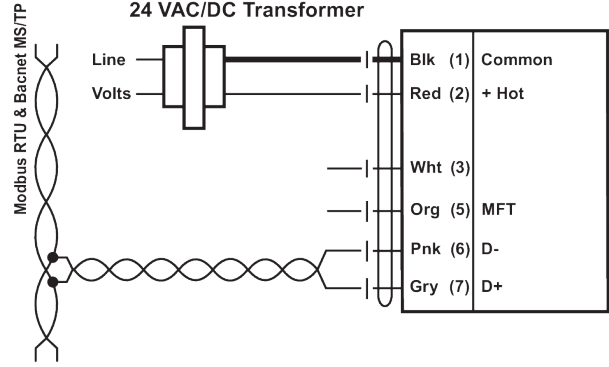 24 VAC/DC Transformer
Modbus RTU & Bacnet MS/TP
Line
Volts
Blk (1) Common
Red (2) + Hot
Wht (3)
Org (5) MFT
Pnk (6) D-
Gry (7) D+